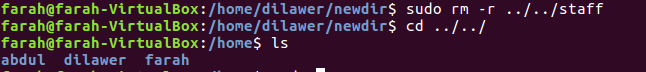 farah@farah-VirtualBox:/home/dilawer/newdir$ sudo rm -r ../../staff
farah@farah-VirtualBox:/home/dilawer/newdir$ cd ../../
farah@farah-VirtualBox:/home$ ls
abdul  dilawer  farah